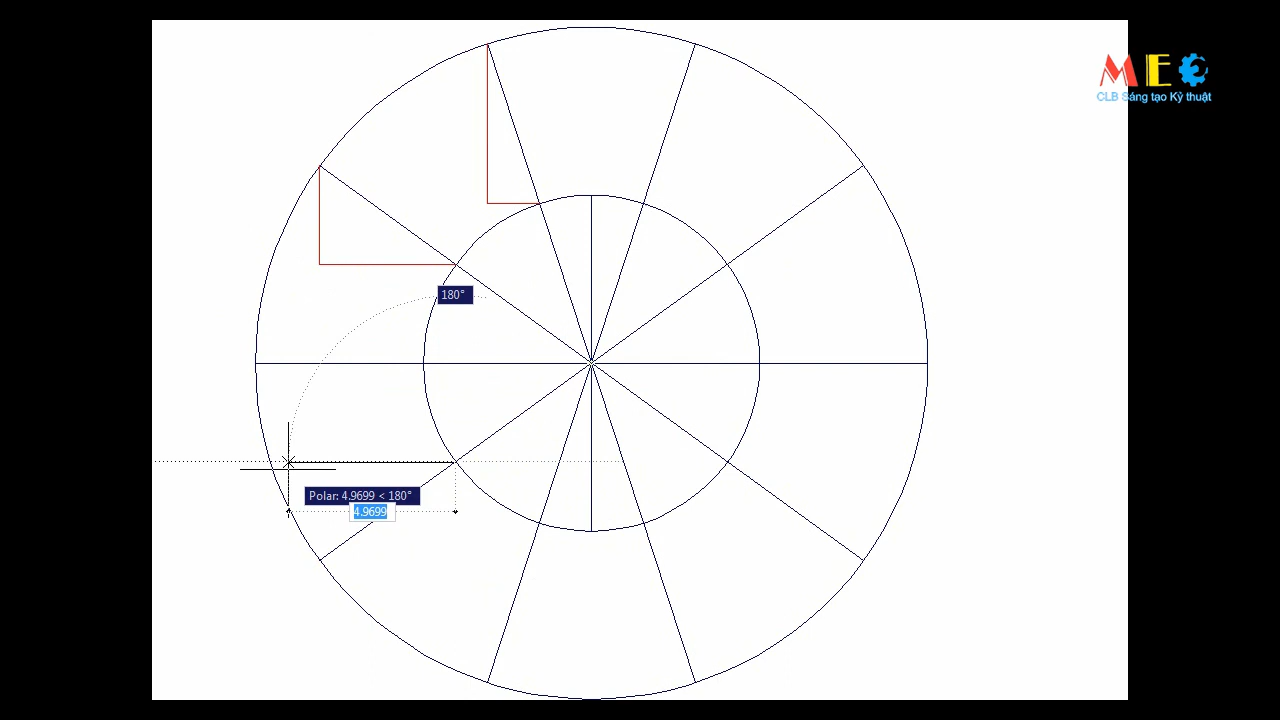 MEC
CLB Sáng tạo Kỹ thuật
180°
Polar: 4.9699 < 180°
4.9699